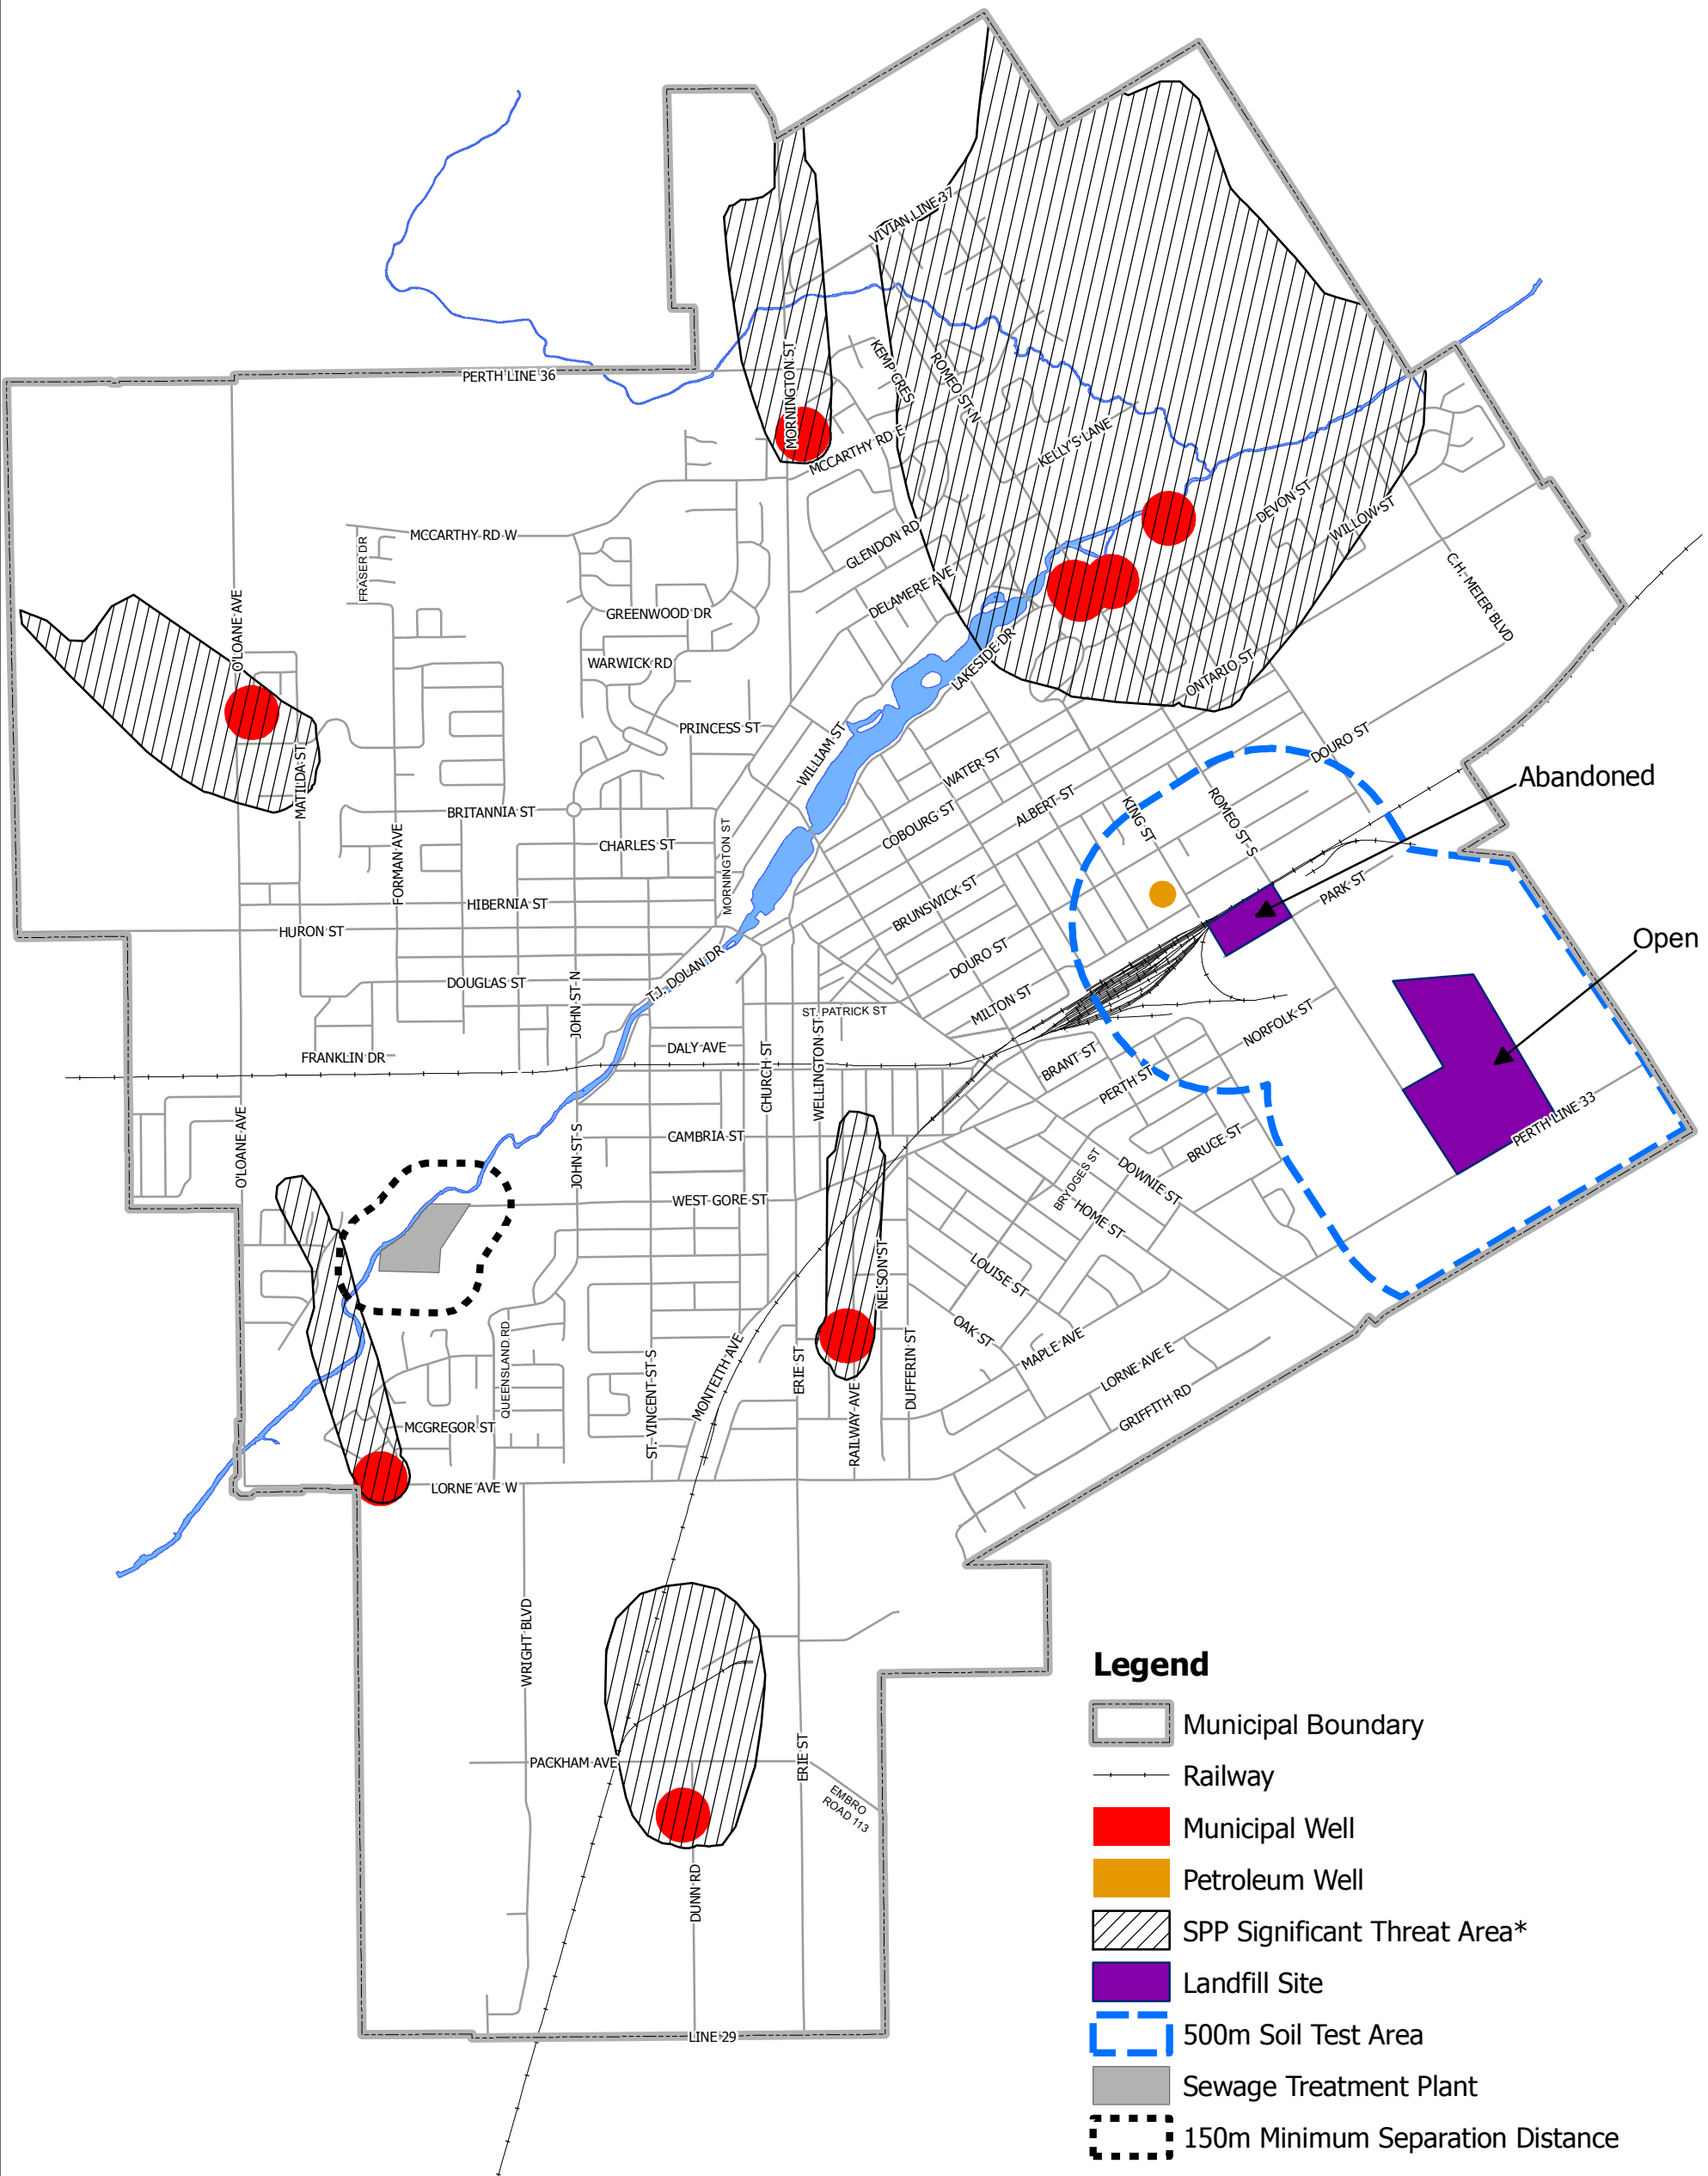 VIVIAN LINE 37
PERTH LINE 36
MORNINGTON ST
KEMP CRES
ROMEO ST N
MCCARTHY RD E
KELLY'S LANE
DEVON ST
WILLOW ST
C.H. MEIER BLVD
FRASER DR
MCCARTHY RD W
GLENDON RD
DELAMERE AVE
O'LOANE AVE
GREENWOOD DR
WARWICK RD
LAKESIDE DR
ONTARIO ST
PRINCESS ST
WILLIAM ST
WATER ST
DOURO ST
MATILDA ST
BRITANNIA ST
COBOURG ST
ALBERT ST
KING ST
ROMEO ST S
Abandoned
FORMAN AVE
CHARLES ST
MORNINGTON ST
HIBERNIA ST
BRUNSWICK ST
PARK ST
HURON ST
Open
DOUGLAS ST
T.J. DOLAN DR
DOURO ST
JOHN ST N
ST. PATRICK ST
MILTON ST
NORFOLK ST
FRANKLIN DR
DALY AVE
CHURCH ST
WELLINGTON ST
BRANT ST
PERTH ST
PERTH LINE 33
O'LOANE AVE
JOHN ST S
CAMBRIA ST
BRUCE ST
WEST GORE ST
BRYDGES ST
DOWNIE ST
HOME ST
NELSON ST
LOUISE ST
OAK ST
MAPLE AVE
QUEENSLAND RD
ST. VINCENT ST S
MONTEITH AVE
ERIE ST
DUFFERIN ST
LORNE AVE E
GRIFFITH RD
MCGREGOR ST
RAILWAY AVE
LORNE AVE W
WRIGHT BLVD
PACKHAM AVE
ERIE ST
EMBRO
ROAD 113
DUNN RD
LINE 29
Legend
Municipal Boundary
Railway
Municipal Well
Petroleum Well
SPP Significant Threat Area*
Landfill Site
500m Soil Test Area
Sewage Treatment Plant
150m Minimum Separation Distance